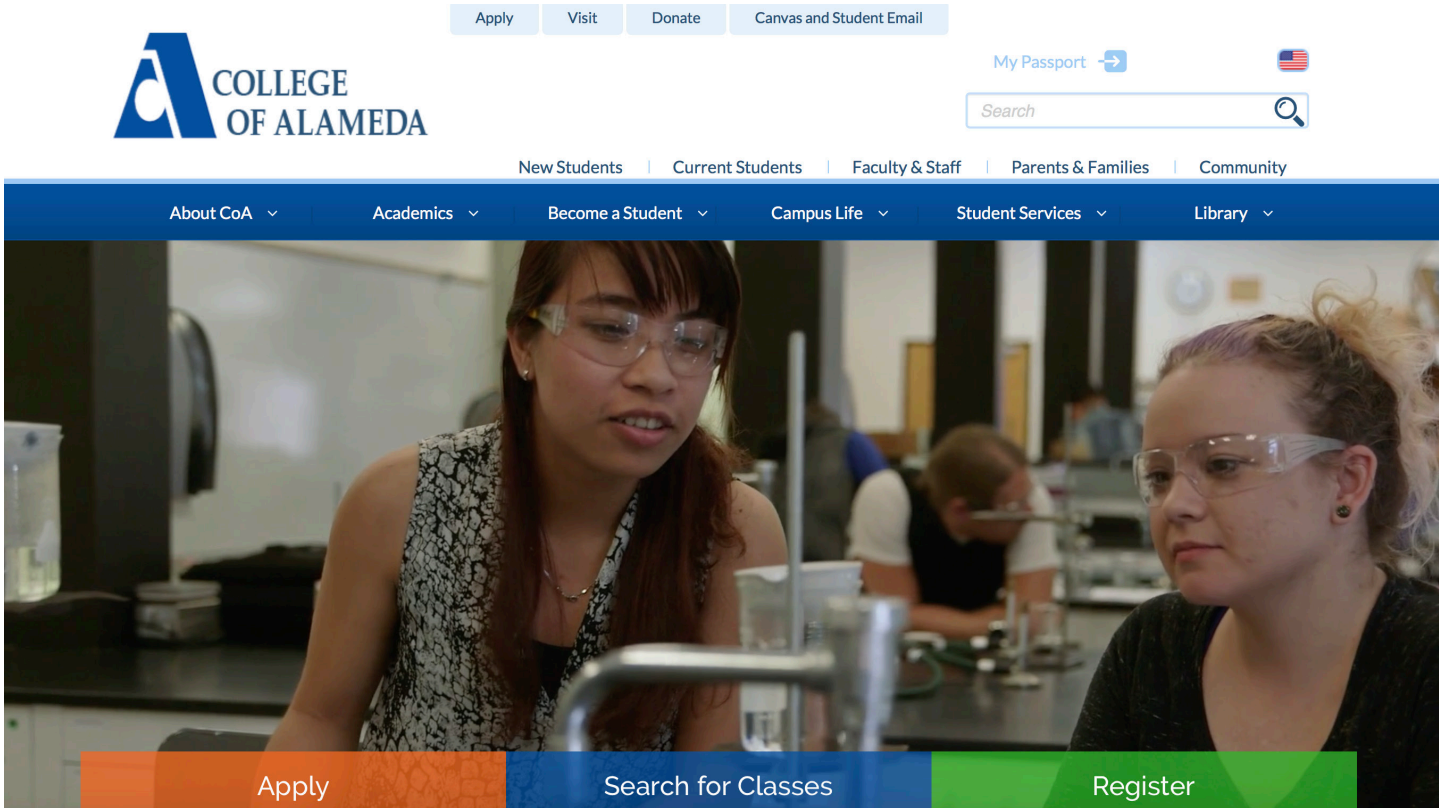 Apply
Visit
Donate
Canvas and Student Email
COLLEGE
OF ALAMEDA
My Passport
Search
New Students
Current Students
Faculty & Staff
Parents & Families
Community
About CoA
Academics
Become a Student
Campus Life
Student Services
Library
Apply
Search for Classes
Register